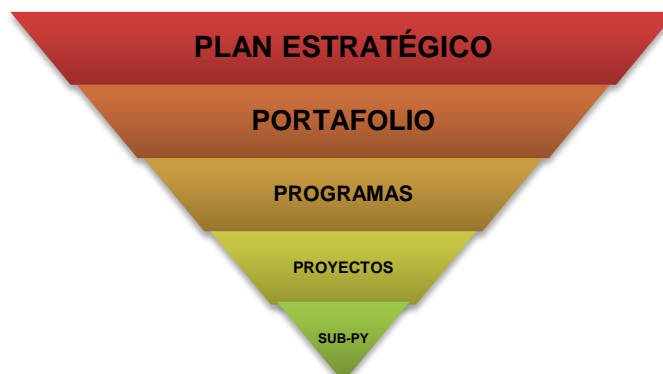 PLAN ESTRATÉGICO
PORTAFOLIO
PROGRAMAS
PROYECTOS
SUB-PY